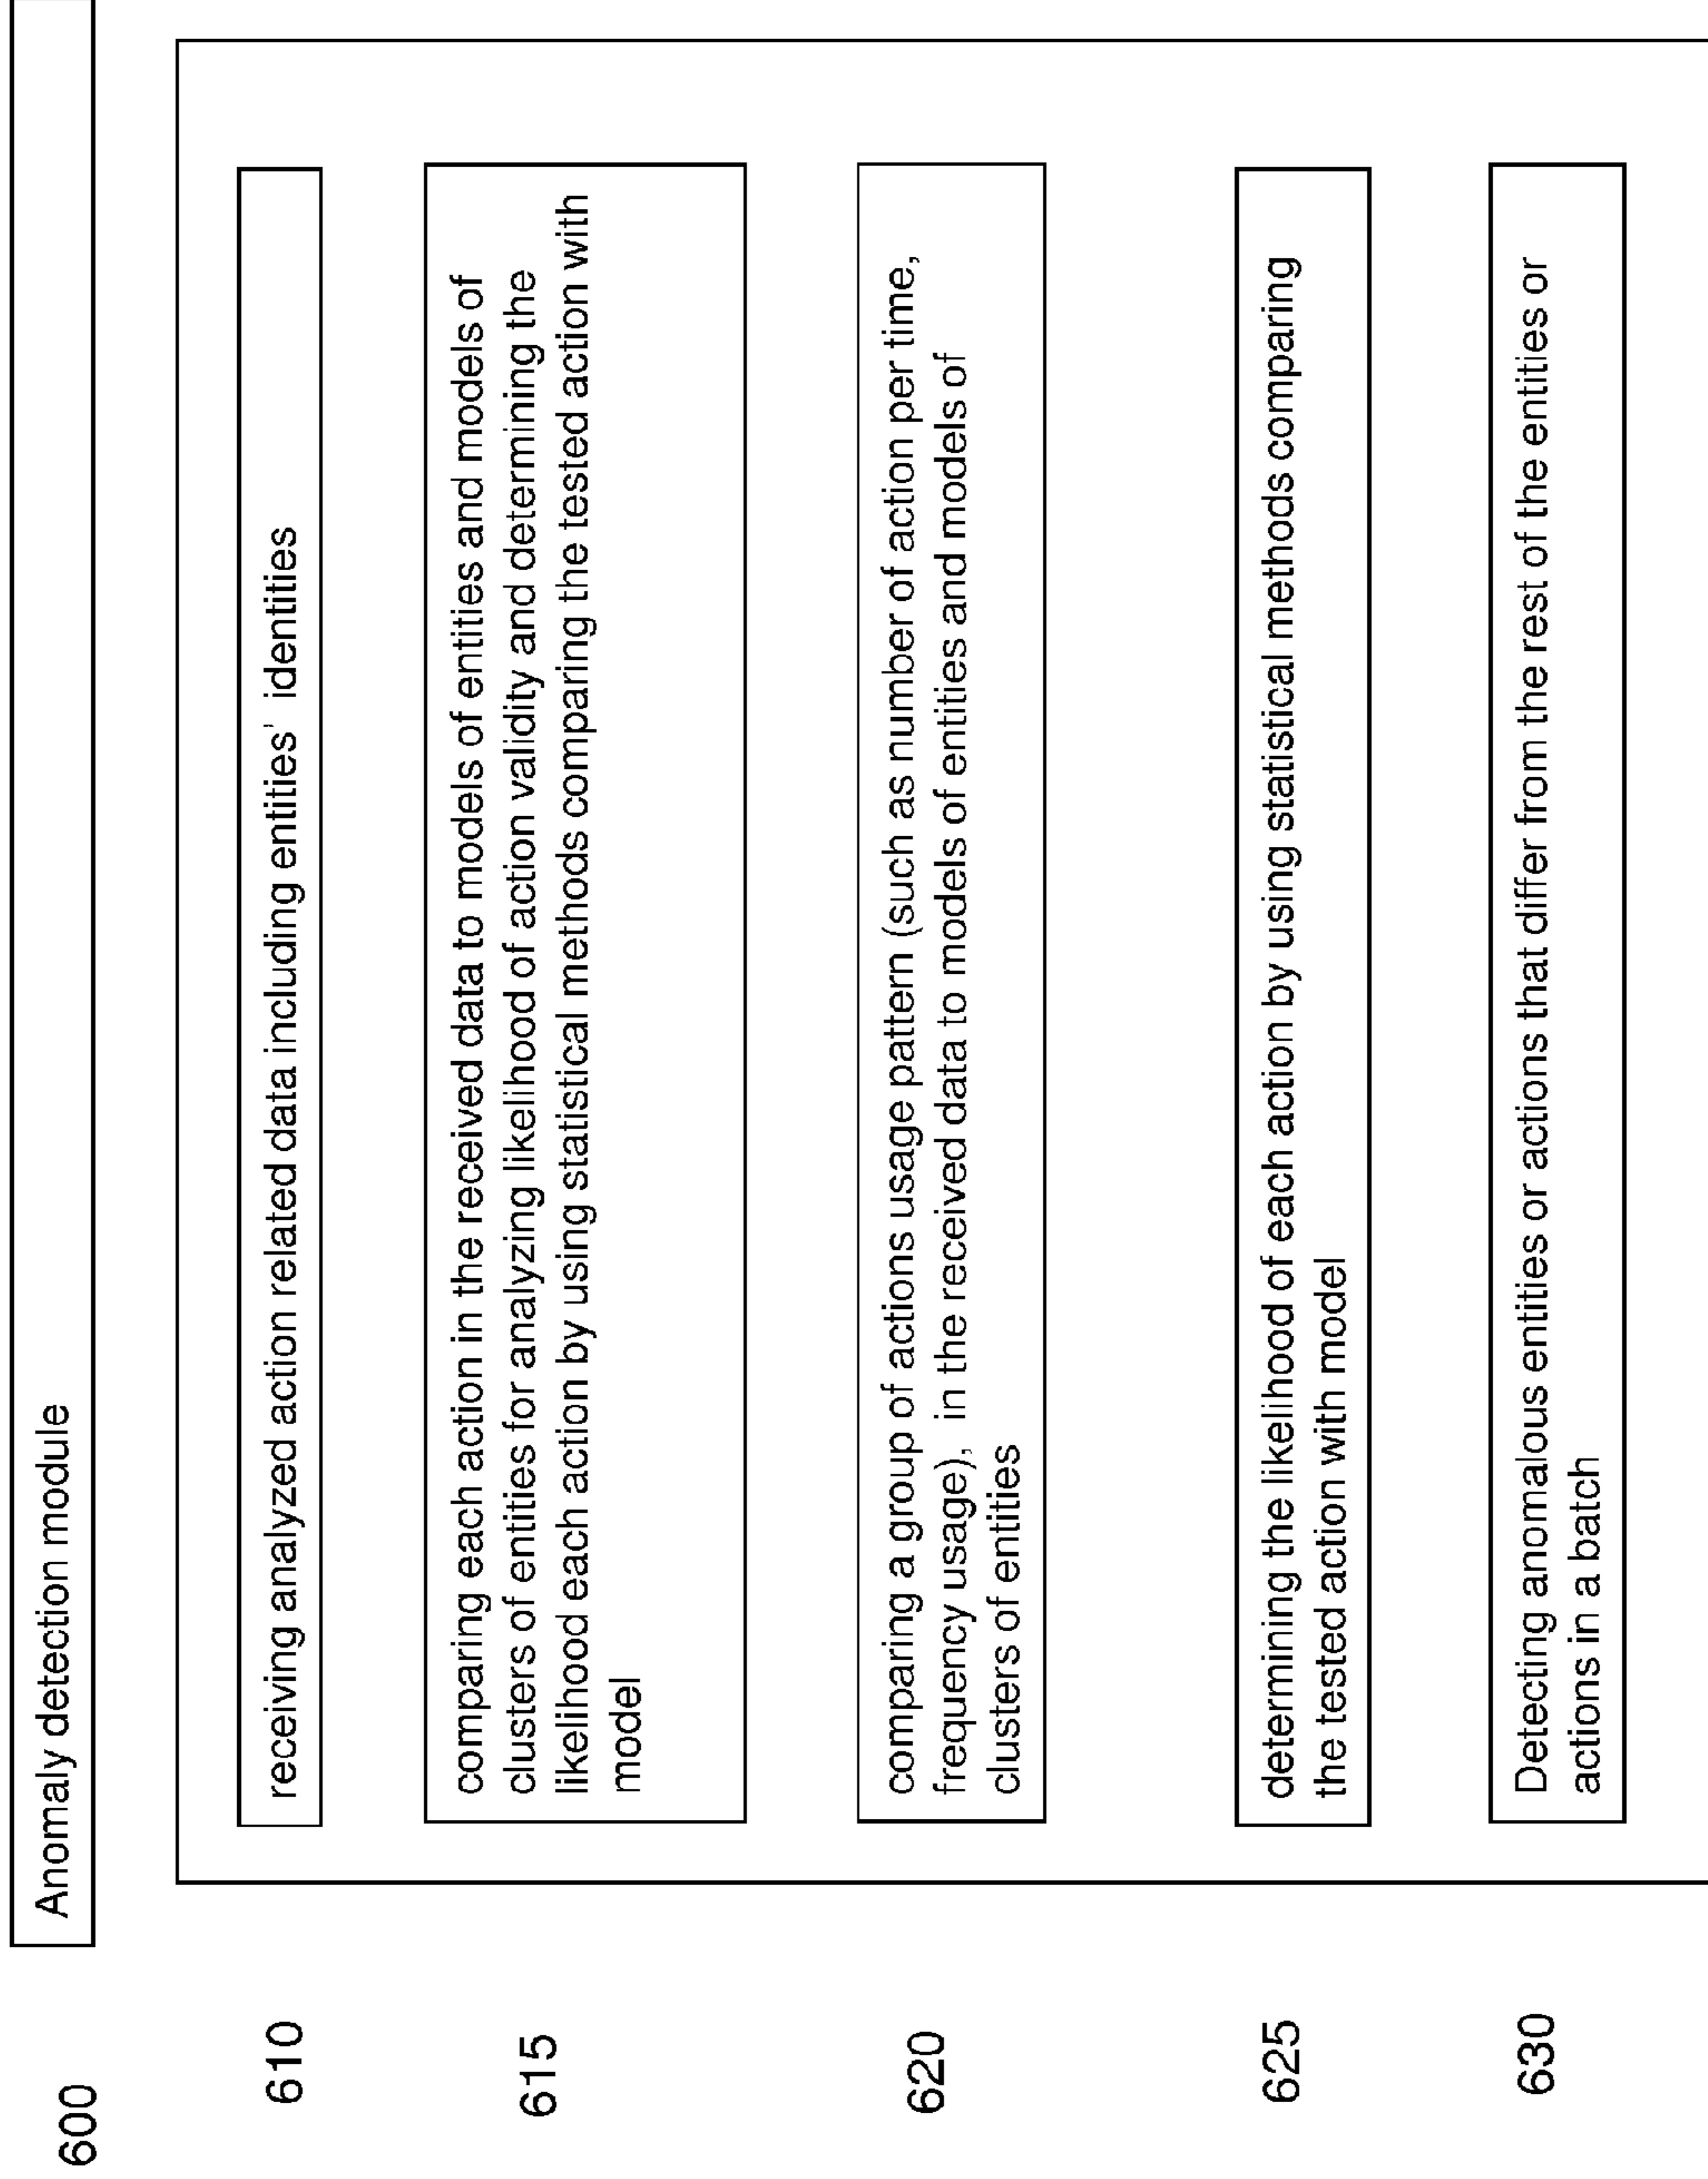 600
Anomaly detection module
610
receiving analyzed action related data including entities' identities
615
comparing each action in the received data to models of entities and models of
clusters of entities for analyzing likelihood of action validity and determining the
likelihood each action by using statistical methods comparing the tested action with
model
620
comparing a group of actions usage pattern (such as number of action per time,
frequency usage), in the received data to models of entities and models of
clusters of entities
625
determining the likelihood of each action by using statistical methods comparing
the tested action with model
630
Detecting anomalous entities or actions that differ from the rest of the entities or
actions in a batch